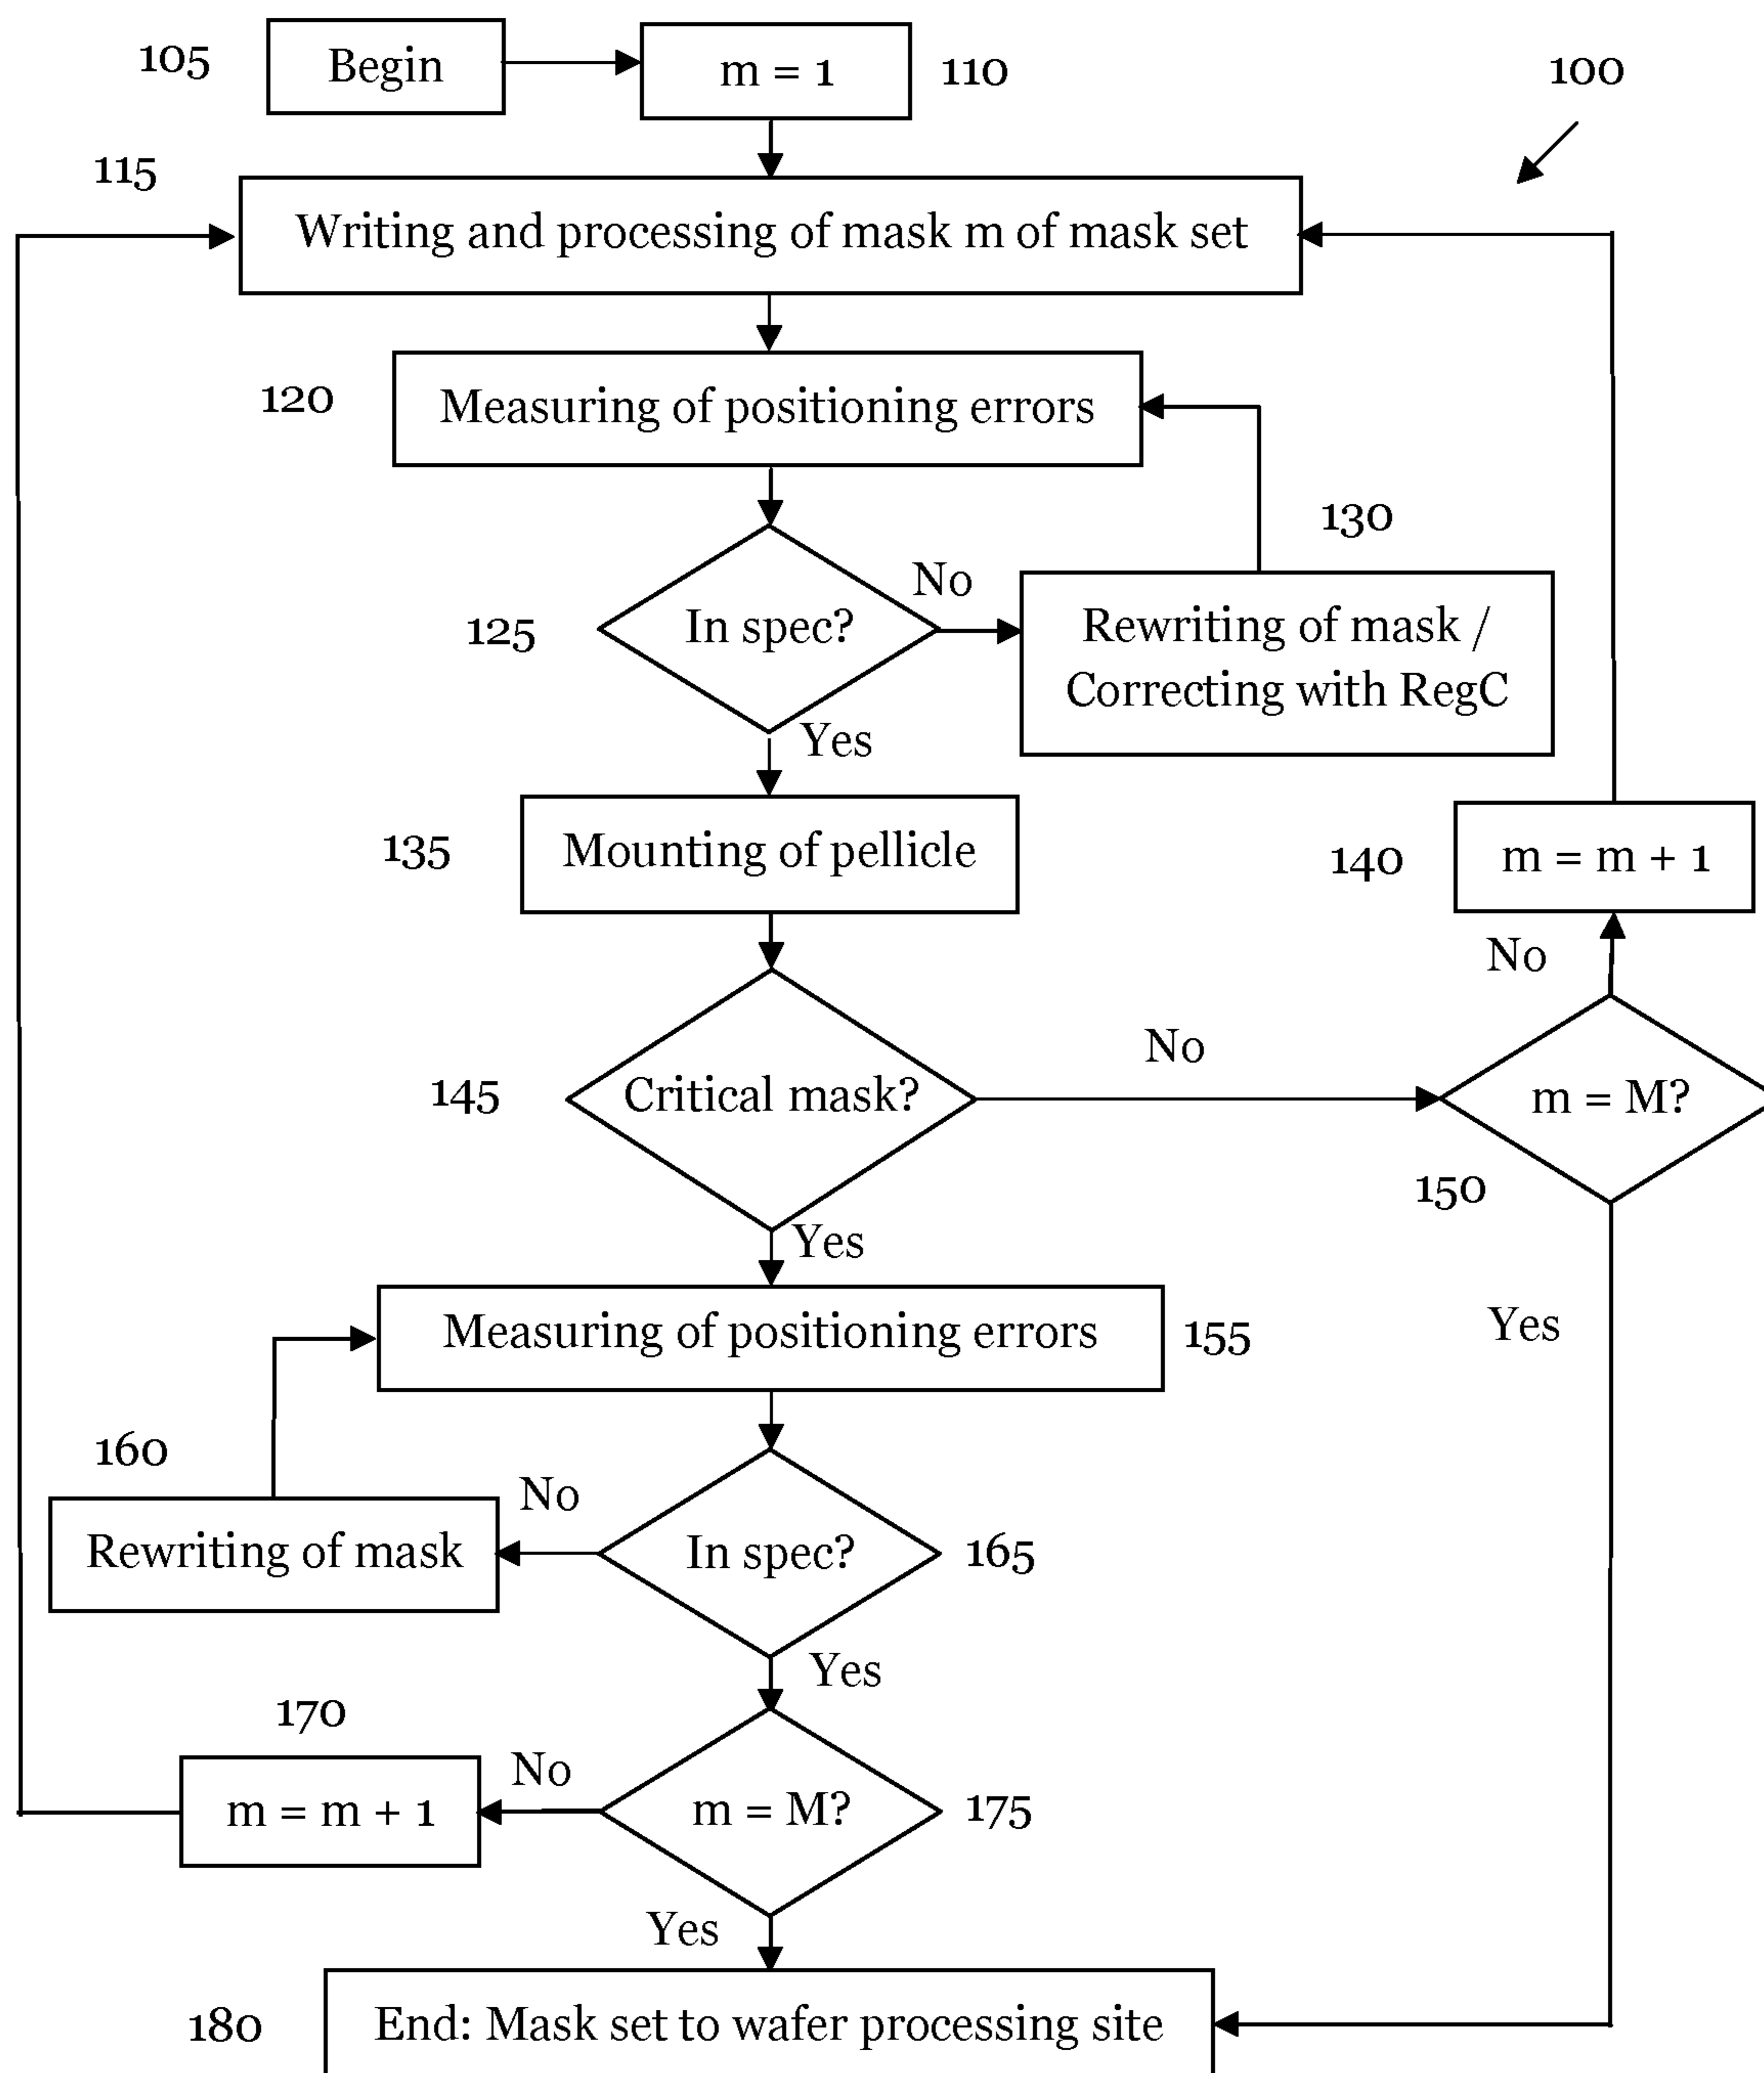 105
Begin
m = 1
110
100
115
Writing and processing of mask m of mask set
120
Measuring of positioning errors
130
No
125
In spec?
Rewriting of mask /
Correcting with RegC
Yes
135
Mounting of pellicle
140
m = m + 1
No
No
145
Critical mask?
m = M?
150
Yes
Measuring of positioning errors
155
Yes
160
No
Rewriting of mask
In spec?
165
Yes
170
No
m = m + 1
m = M?
175
Yes
180
End: Mask set to wafer processing site